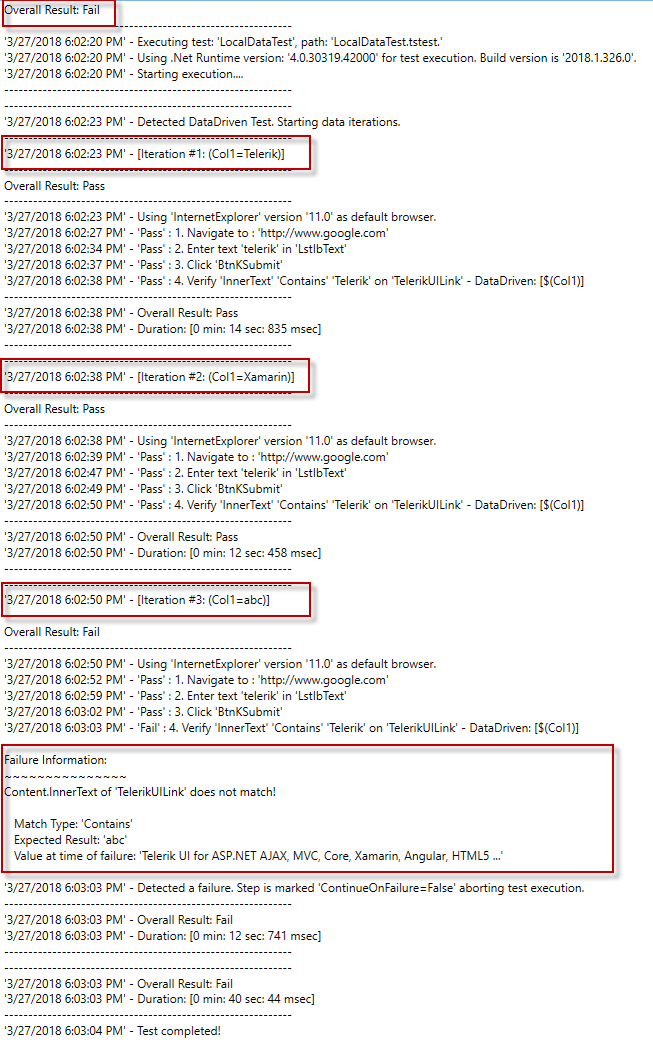 Overall Result: Fail
------------------------------------------------------------
'3/27/2018 6:02:20 PM' - Executing test: 'LocalDataTest', path: 'LocalDataTest.tstest.'
'3/27/2018 6:02:20 PM' - Using .Net Runtime version: '4.0.30319.42000' for test execution. Build version is '2018.1.326.0'.
'3/27/2018 6:02:20 PM' - Starting execution....
------------------------------------------------------------
------------------------------------------------------------
'3/27/2018 6:02:23 PM' - Detected DataDriven Test. Starting data iterations.
------------------------------------------------------------
'3/27/2018 6:02:23 PM' - [Iteration #1: (Col1=Telerik)]
------------------------------------------------------------
Overall Result: Pass
------------------------------------------------------------
'3/27/2018 6:02:23 PM' - Using 'InternetExplorer' version '11.0' as default browser.
'3/27/2018 6:02:27 PM' - 'Pass' : 1. Navigate to : 'http://www.google.com'
'3/27/2018 6:02:34 PM' - 'Pass' : 2. Enter text 'telerik' in 'LstIbText'
'3/27/2018 6:02:37 PM' - 'Pass' : 3. Click 'BtnKSubmit'
'3/27/2018 6:02:38 PM' - 'Pass' : 4. Verify 'InnerText' 'Contains' 'Telerik' on 'TelerikUILink' - DataDriven: [$(Col1)]
------------------------------------------------------------
'3/27/2018 6:02:38 PM' - Overall Result: Pass
'3/27/2018 6:02:38 PM' - Duration: [0 min: 14 sec: 835 msec]
------------------------------------------------------------
------------------------------------------------------------
'3/27/2018 6:02:38 PM' - [Iteration #2: (Col1=Xamarin)]
------------------------------------------------------------
Overall Result: Pass
------------------------------------------------------------
'3/27/2018 6:02:38 PM' - Using 'InternetExplorer' version '11.0' as default browser.
'3/27/2018 6:02:39 PM' - 'Pass' : 1. Navigate to : 'http://www.google.com'
'3/27/2018 6:02:47 PM' - 'Pass' : 2. Enter text 'telerik' in 'LstIbText'
'3/27/2018 6:02:49 PM' - 'Pass' : 3. Click 'BtnKSubmit'
'3/27/2018 6:02:50 PM' - 'Pass' : 4. Verify 'InnerText' 'Contains' 'Telerik' on 'TelerikUILink' - DataDriven: [$(Col1)]
------------------------------------------------------------
'3/27/2018 6:02:50 PM' - Overall Result: Pass
'3/27/2018 6:02:50 PM' - Duration: [0 min: 12 sec: 458 msec]
------------------------------------------------------------
------------------------------------------------------------
'3/27/2018 6:02:50 PM' - [Iteration #3: (Col1=abc)]
------------------------------------------------------------
Overall Result: Fail
------------------------------------------------------------
'3/27/2018 6:02:50 PM' - Using 'InternetExplorer' version '11.0' as default browser.
'3/27/2018 6:02:52 PM' - 'Pass' : 1. Navigate to : 'http://www.google.com'
'3/27/2018 6:02:59 PM' - 'Pass' : 2. Enter text 'telerik' in 'LstIbText'
'3/27/2018 6:03:02 PM' - 'Pass' : 3. Click 'BtnKSubmit'
'3/27/2018 6:03:03 PM' - 'Fail' : 4. Verify 'InnerText' 'Contains' 'Telerik' on 'TelerikUILink' - DataDriven: [$(Col1)]
------------------------------------------------------------
Failure Information:
~~~~~~~~~~~~~~~
Content.InnerText of 'TelerikUILink' does not match!
Match Type: 'Contains'
Expected Result: 'abc'
Value at time of failure: 'Telerik UI for ASP.NET AJAX, MVC, Core, Xamarin, Angular, HTML5 ...'
'3/27/2018 6:03:03 PM' - Detected a failure. Step is marked 'ContinueOnFailure=False' aborting test execution.
------------------------------------------------------------
'3/27/2018 6:03:03 PM' - Overall Result: Fail
'3/27/2018 6:03:03 PM' - Duration: [0 min: 12 sec: 741 msec]
------------------------------------------------------------
------------------------------------------------------------
'3/27/2018 6:03:03 PM' - Overall Result: Fail
'3/27/2018 6:03:03 PM' - Duration: [0 min: 40 sec: 44 msec]
------------------------------------------------------------
'3/27/2018 6:03:04 PM' - Test completed!